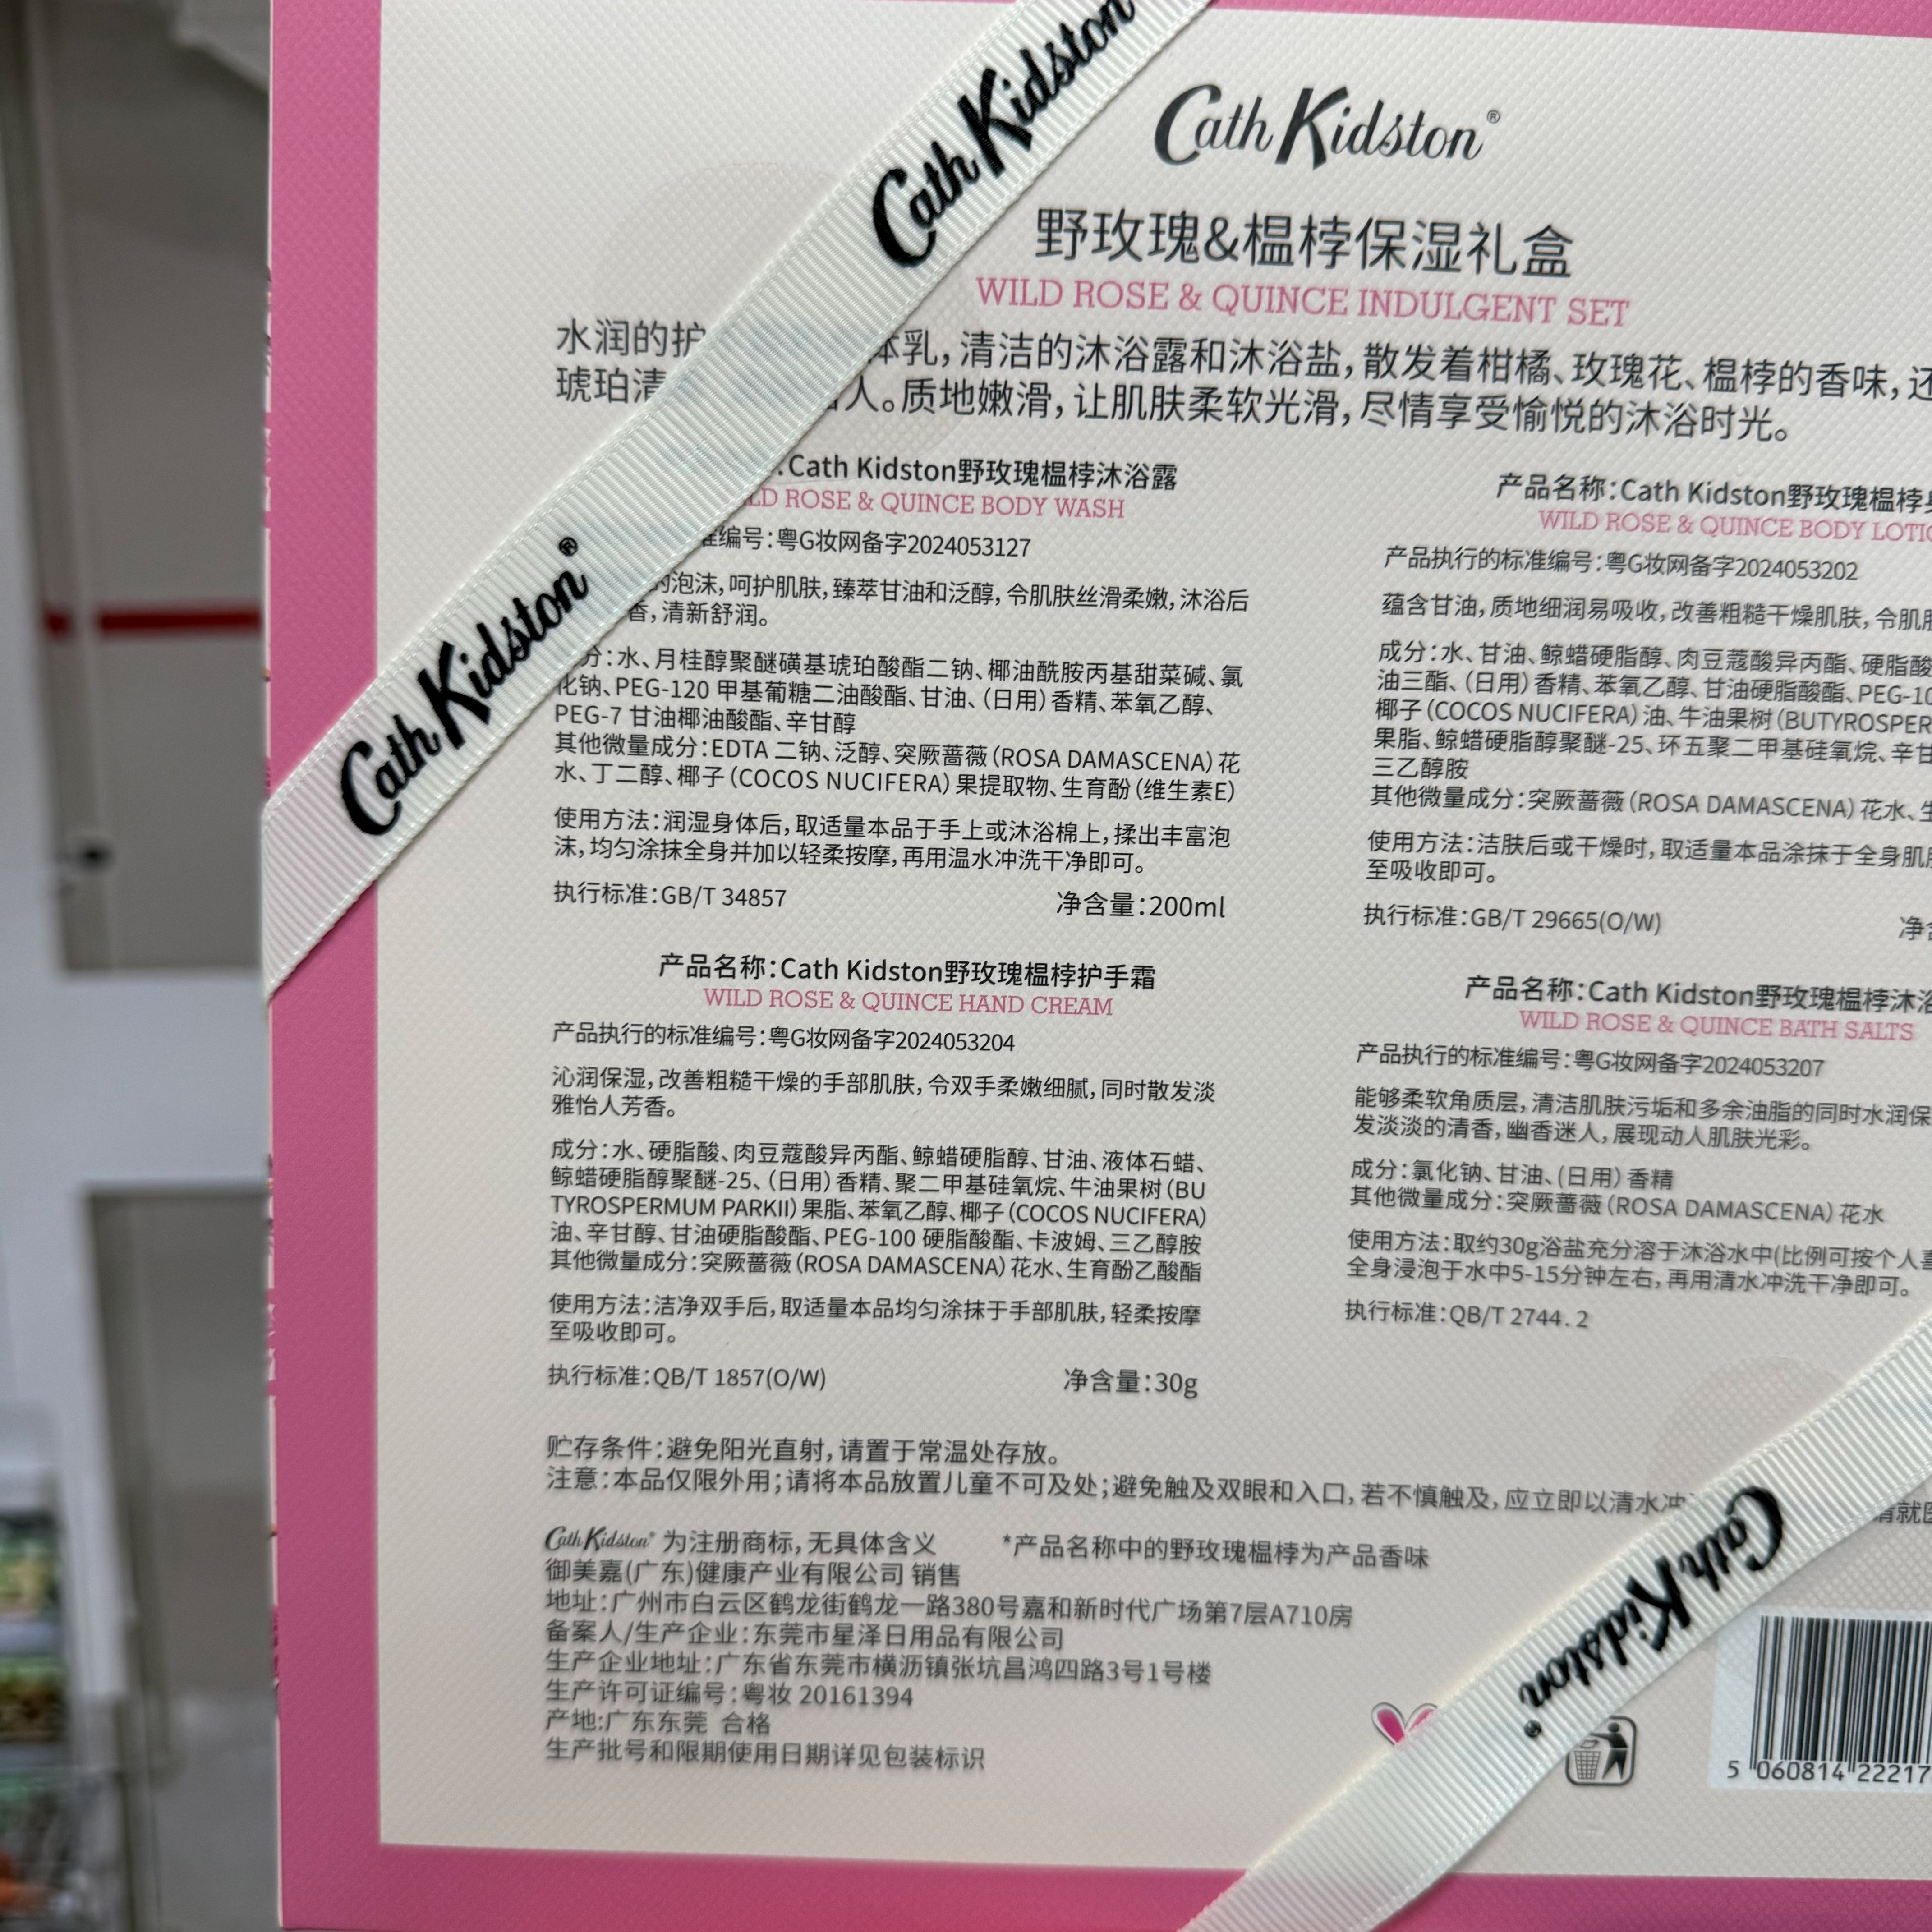 Cath Kidston
Cath Kidston®
野玫瑰&榅桲保湿礼盒
WILD ROSE & QUINCE INDULGENT SET
水润的护 体乳,清洁的沐浴露和沐浴盐,散发着柑橘、玫瑰花、榅桲的香味,还
琥珀清 人。质地嫩滑,让肌肤柔软光滑,尽情享受愉悦的沐浴时光。
:Cath Kidston野玫瑰榅桲沐浴露
LD ROSE & QUINCE BODY WASH
准编号:粤G妆网备字2024053127
的泡沫,呵护肌肤,臻萃甘油和泛醇,令肌肤丝滑柔嫩,沐浴后
香,清新舒润。
分:水、月桂醇聚醚磺基琥珀酸酯二钠、椰油酰胺丙基甜菜碱、氯
化钠、PEG-120 甲基葡糖二油酸酯、甘油、(日用)香精、苯氧乙醇、
PEG-7 甘油椰油酸酯、辛甘醇
其他微量成分:EDTA 二钠、泛醇、突厥蔷薇(ROSA DAMASCENA)花
水、丁二醇、椰子(COCOS NUCIFERA)果提取物、生育酚(维生素E)
使用方法:润湿身体后,取适量本品于手上或沐浴棉上,揉出丰富泡
沫,均匀涂抹全身并加以轻柔按摩,再用温水冲洗干净即可。
执行标准:GB/T 34857 净含量:200ml
产品名称:Cath Kidston野玫瑰榅桲
WILD ROSE & QUINCE BODY LOTIO
产品执行的标准编号:粤G妆网备字2024053202
蕴含甘油,质地细润易吸收,改善粗糙干燥肌肤,令肌肤
成分:水、甘油、鲸蜡硬脂醇、肉豆蔻酸异丙酯、硬脂酸
油三酯、(日用)香精、苯氧乙醇、甘油硬脂酸酯、PEG-10
椰子(COCOS NUCIFERA)油、牛油果树(BUTYROSPER
果脂、鲸蜡硬脂醇聚醚-25、环五聚二甲基硅氧烷、辛甘
三乙醇胺
其他微量成分:突厥蔷薇(ROSA DAMASCENA)花水、生
使用方法:洁肤后或干燥时,取适量本品涂抹于全身肌肤
至吸收即可。
执行标准:GB/T 29665(O/W) 净含
产品名称:Cath Kidston野玫瑰榅桲护手霜
WILD ROSE & QUINCE HAND CREAM
产品执行的标准编号:粤G妆网备字2024053204
沁润保湿,改善粗糙干燥的手部肌肤,令双手柔嫩细腻,同时散发淡
雅怡人芳香。
成分:水、硬脂酸、肉豆蔻酸异丙酯、鲸蜡硬脂醇、甘油、液体石蜡、
鲸蜡硬脂醇聚醚-25、(日用)香精、聚二甲基硅氧烷、牛油果树(BU
TYROSPERMUM PARKII)果脂、苯氧乙醇、椰子(COCOS NUCIFERA)
油、辛甘醇、甘油硬脂酸酯、PEG-100 硬脂酸酯、卡波姆、三乙醇胺
其他微量成分:突厥蔷薇(ROSA DAMASCENA)花水、生育酚乙酸酯
使用方法:洁净双手后,取适量本品均匀涂抹于手部肌肤,轻柔按摩
至吸收即可。
执行标准:QB/T 1857(O/W) 净含量:30g
产品名称:Cath Kidston野玫瑰榅桲沐浴
WILD ROSE & QUINCE BATH SALTS
产品执行的标准编号:粤G妆网备字2024053207
能够柔软角质层,清洁肌肤污垢和多余油脂的同时水润保
发淡淡的清香,幽香迷人,展现动人肌肤光彩。
成分:氯化钠、甘油、(日用)香精
其他微量成分:突厥蔷薇(ROSA DAMASCENA)花水
使用方法:取约30g浴盐充分溶于沐浴水中(比例可按个人喜
全身浸泡于水中5-15分钟左右,再用清水冲洗干净即可。
执行标准:QB/T 2744.2
贮存条件:避免阳光直射,请置于常温处存放。
注意:本品仅限外用;请将本品放置儿童不可及处;避免触及双眼和入口,若不慎触及,应立即以清水冲 请就医
Cath Kidston® 为注册商标,无具体含义 *产品名称中的野玫瑰榅桲为产品香味
御美嘉(广东)健康产业有限公司 销售
地址:广州市白云区鹤龙街鹤龙一路380号嘉和新时代广场第7层A710房
备案人/生产企业:东莞市星泽日用品有限公司
生产企业地址:广东省东莞市横沥镇张坑昌鸿四路3号1号楼
生产许可证编号:粤妆 20161394
产地:广东东莞 合格
生产批号和限期使用日期详见包装标识
Cath Kidston®
Cath Kidston®
5 060814 22217